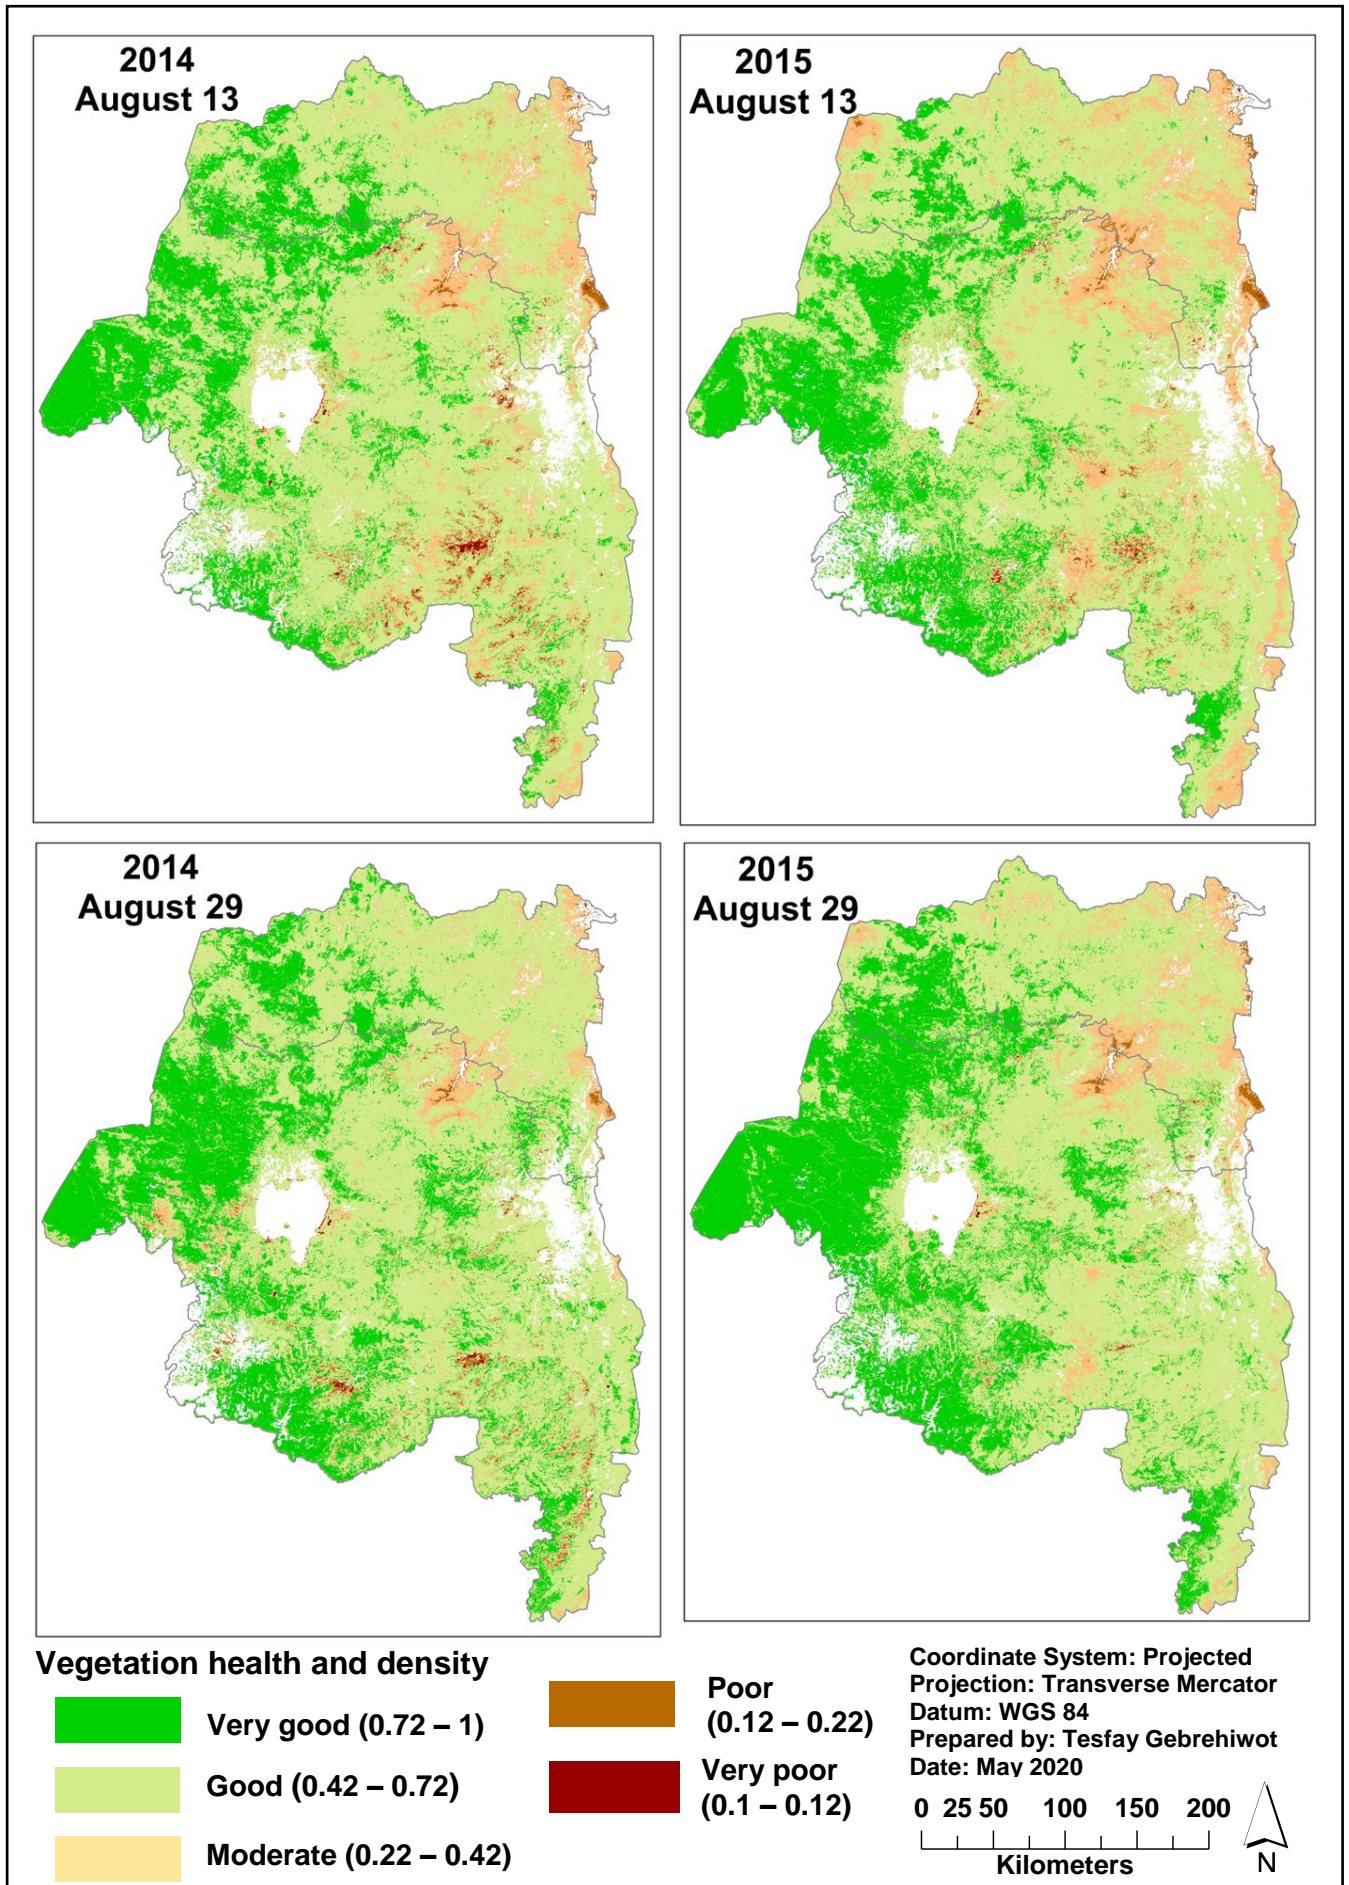 2014
August 13
2015
August 13
2014
August 29
2015
August 29
Vegetation health and density
Very good (0.72 – 1)
Good (0.42 – 0.72)
Moderate (0.22 – 0.42)
Poor
(0.12 – 0.22)
Very poor
(0.1 – 0.12)
Coordinate System: Projected
Projection: Transverse Mercator
Datum: WGS 84
Prepared by: Tesfay Gebrehiwot
Date: May 2020
0 25 50 100 150 200
Kilometers
N